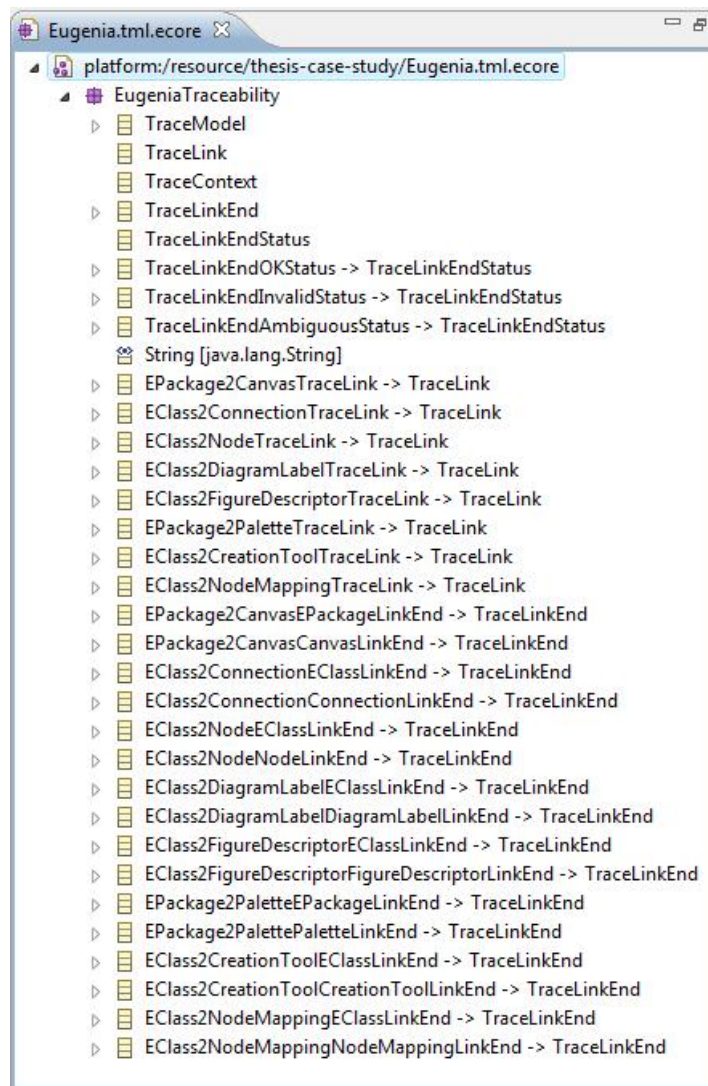 Eugenia.tml.ecore
platform:/resource/thesis-case-study/Eugenia.tml.ecore
EugeniaTraceability
TraceModel
TraceLink
TraceContext
TraceLinkEnd
TraceLinkEndStatus
TraceLinkEndOKStatus -> TraceLinkEndStatus
TraceLinkEndInvalidStatus -> TraceLinkEndStatus
TraceLinkEndAmbiguousStatus -> TraceLinkEndStatus
String [java.lang.String]
EPackage2CanvasTraceLink -> TraceLink
EClass2ConnectionTraceLink -> TraceLink
EClass2NodeTraceLink -> TraceLink
EClass2DiagramLabelTraceLink -> TraceLink
EClass2FigureDescriptorTraceLink -> TraceLink
EPackage2PaletteTraceLink -> TraceLink
EClass2CreationToolTraceLink -> TraceLink
EClass2NodeMappingTraceLink -> TraceLink
EPackage2CanvasEPackageLinkEnd -> TraceLinkEnd
EPackage2CanvasCanvasLinkEnd -> TraceLinkEnd
EClass2ConnectionEClassLinkEnd -> TraceLinkEnd
EClass2ConnectionConnectionLinkEnd -> TraceLinkEnd
EClass2NodeEClassLinkEnd -> TraceLinkEnd
EClass2NodeNodeLinkEnd -> TraceLinkEnd
EClass2DiagramLabelEClassLinkEnd -> TraceLinkEnd
EClass2DiagramLabelDiagramLabelLinkEnd -> TraceLinkEnd
EClass2FigureDescriptorEClassLinkEnd -> TraceLinkEnd
EClass2FigureDescriptorFigureDescriptorLinkEnd -> TraceLinkEnd
EPackage2PaletteEPackageLinkEnd -> TraceLinkEnd
EPackage2PalettePaletteLinkEnd -> TraceLinkEnd
EClass2CreationToolEClassLinkEnd -> TraceLinkEnd
EClass2CreationToolCreationToolLinkEnd -> TraceLinkEnd
EClass2NodeMappingEClassLinkEnd -> TraceLinkEnd
EClass2NodeMappingNodeMappingLinkEnd -> TraceLinkEnd